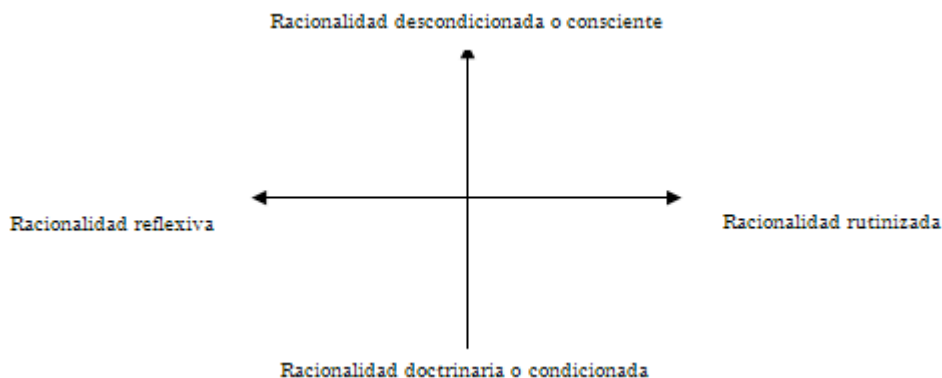 Racionalidad descondicionada o consciente
Racionalidad reflexiva
Racionalidad rutinizada
Racionalidad doctrinaria o condicionada